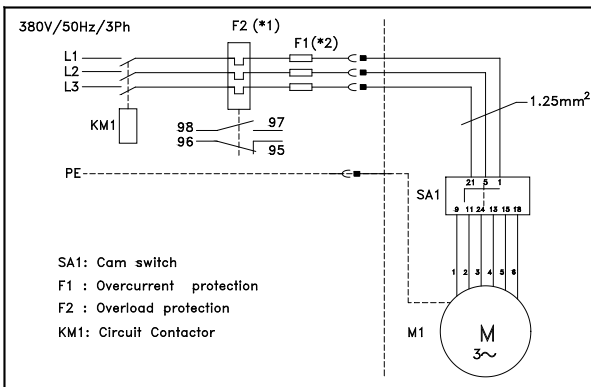 380V/50Hz/3Ph
F2 (*1)
F1(*2)
L1
L2
L3
1.25mm²
KM1
98 97
96 95
PE
21 5 1
SA1
9 11 24 13 15 18
1 2 3 4 5 6
SA1: Cam switch
F1 : Overcurrent protection
F2 : Overload protection
KM1: Circuit Contactor
M1
M
3~